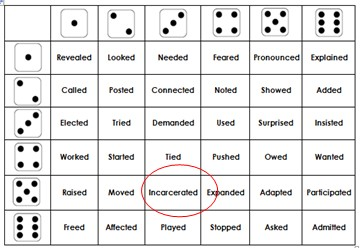 Revealed Looked Needed Feared Pronounced Explained
Called Posted Connected Noted Showed Added
Elected Tried Demanded Used Surprised Insisted
Worked Started Tied Pushed Owed Wanted
Raised Moved Incarcerated Expanded Adapted Participated
Freed Affected Played Stopped Asked Admitted